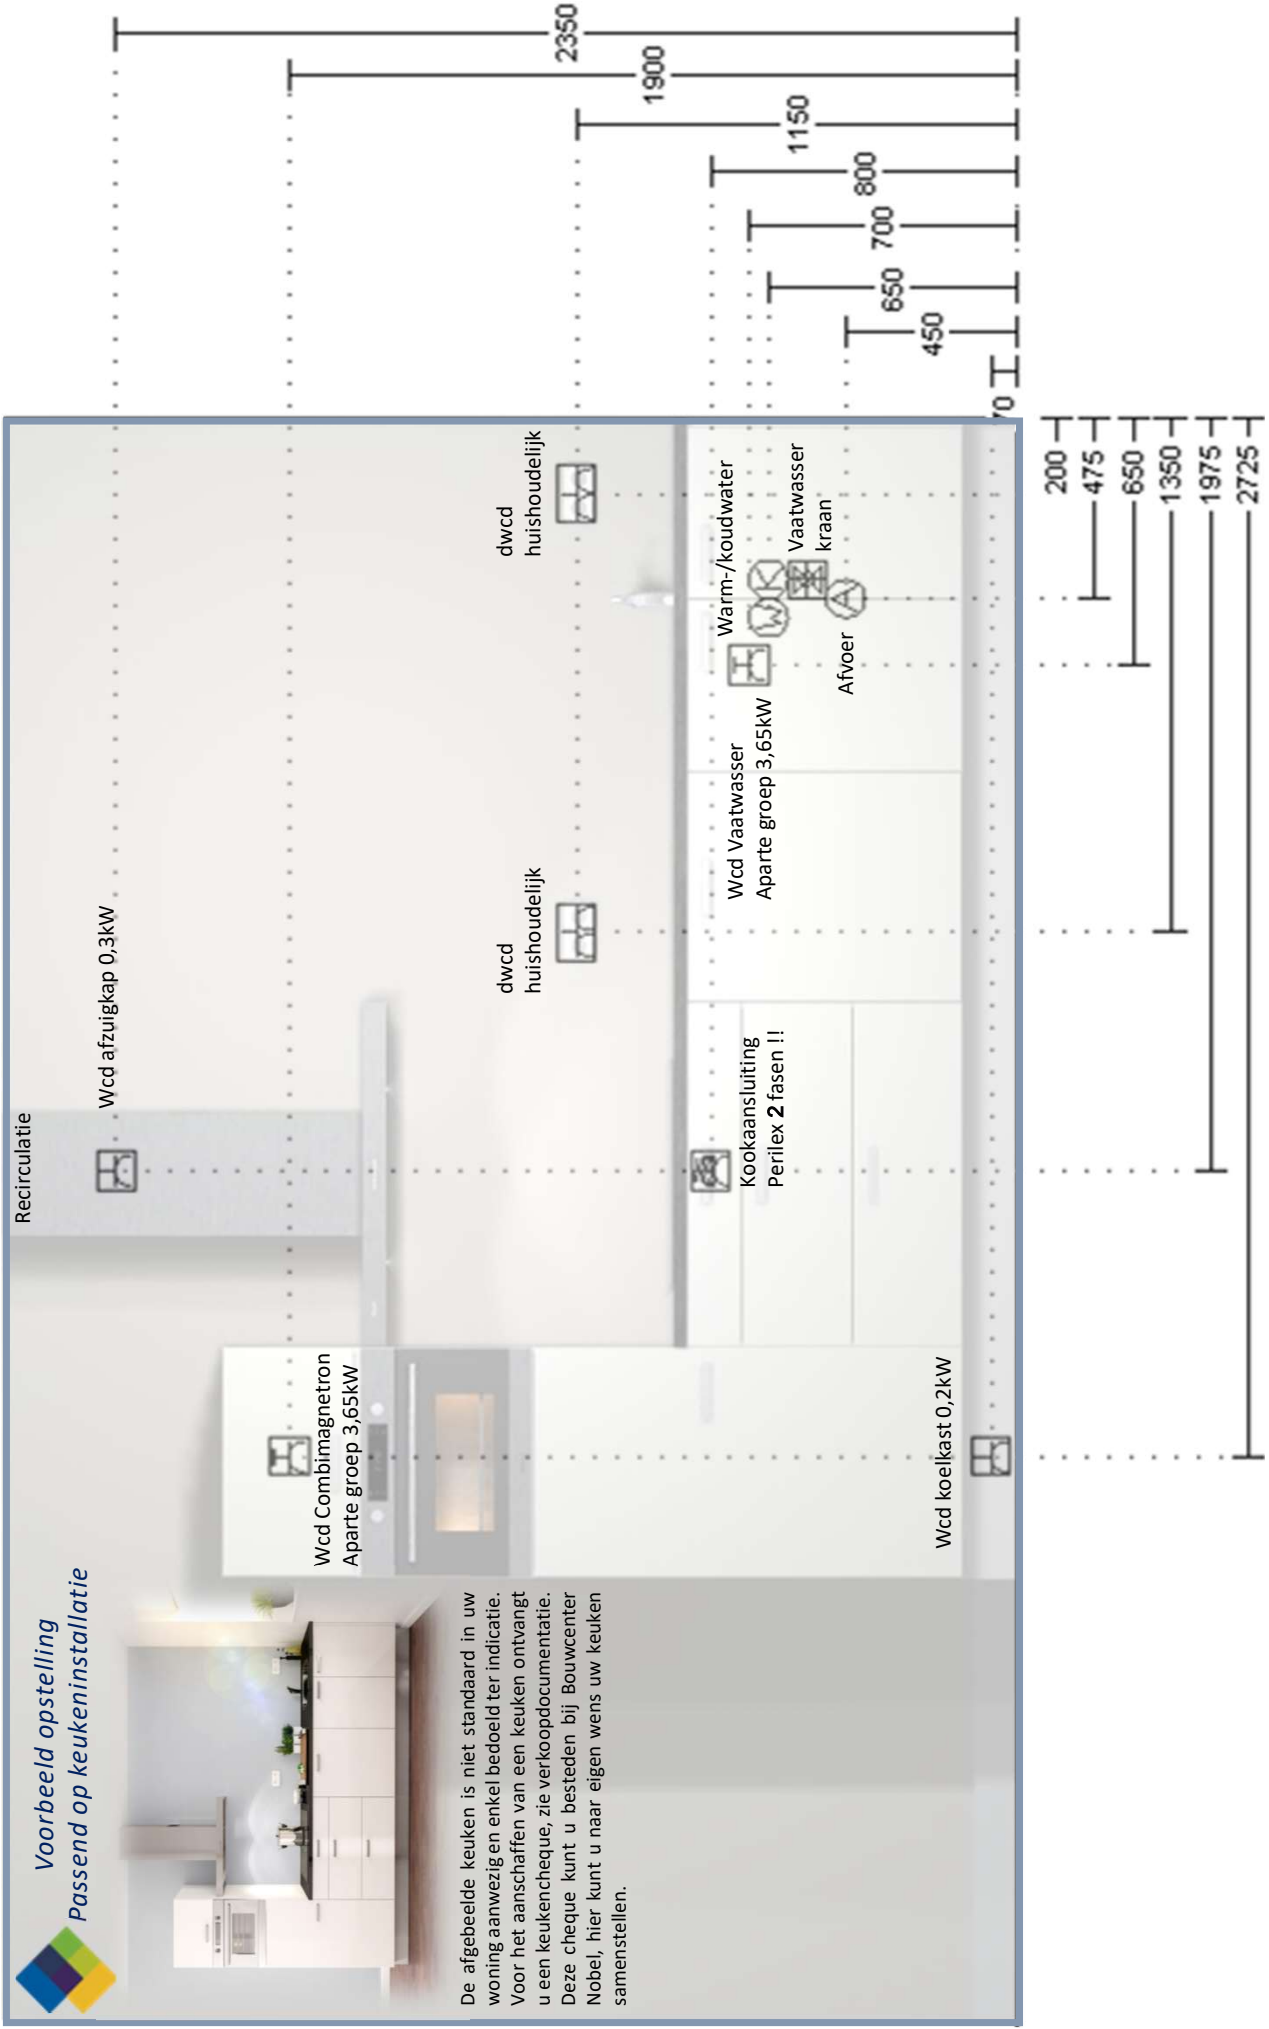 Voorbeeld opstelling
Passend op keukeninstallatie
De afgebeelde keuken is niet standaard in uw
woning aanwezig en enkel bedoeld ter indicatie.
Voor het aanschaffen van een keuken ontvangt
u een keukencheque, zie verkoopdocumentatie.
Deze cheque kunt u besteden bij Bouwcenter
Nobel, hier kunt u naar eigen wens uw keuken
samenstellen.
Recirculatie
Wcd afzuigkap 0,3kW
Wcd Combimagnetron
Aparte groep 3,65kW
dwcd
huishoudelijk
dwcd
huishoudelijk
Kookaansluiting
Perilex 2 fasen !!
Wcd Vaatwasser
Aparte groep 3,65kW
Warm-/koudwater
W
K
Vaatwasser
kraan
A
Afvoer
Wcd koelkast 0,2kW
2350
1900
1150
800
700
650
450
70
200
475
650
1350
1975
2725